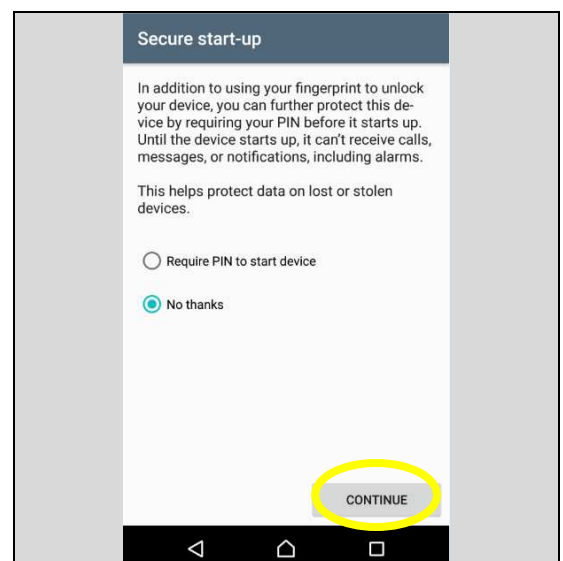 Secure start-up
In addition to using your fingerprint to unlock
your device, you can further protect this de-
vice by requiring your PIN before it starts up.
Until the device starts up, it can't receive calls,
messages, or notifications, including alarms.
This helps protect data on lost or stolen
devices.
Require PIN to start device
No thanks
CONTINUE